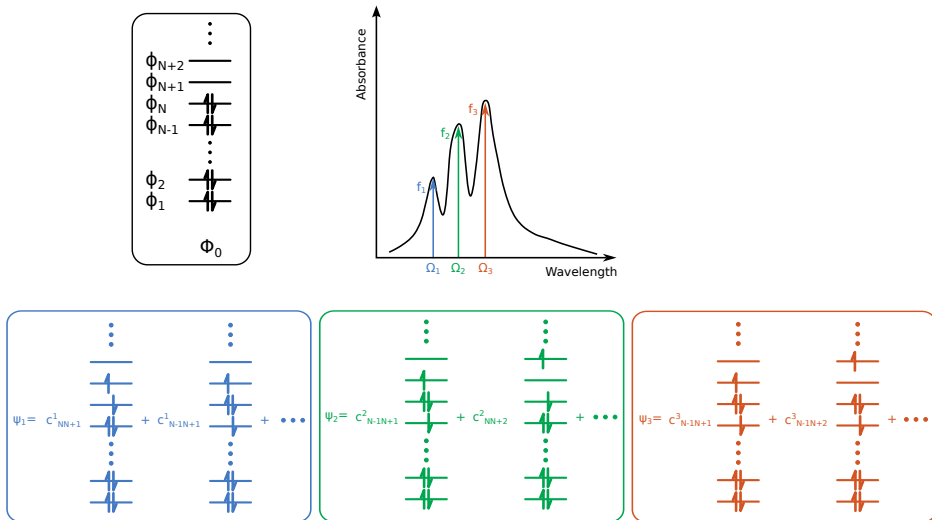 ϕN+2
ϕN+1
ϕN
ϕN-1
ϕ2
ϕ1
Φ0
Absorbance
f1
f2
f3
Ω1 Ω2 Ω3
Wavelength
ψ1= c¹NN+1 + c¹N-1N+1 + •••
ψ2= c²N-1N+1 + c²NN+2 + •••
ψ3= c³N-1N+1 + c³N-1N+2 + •••